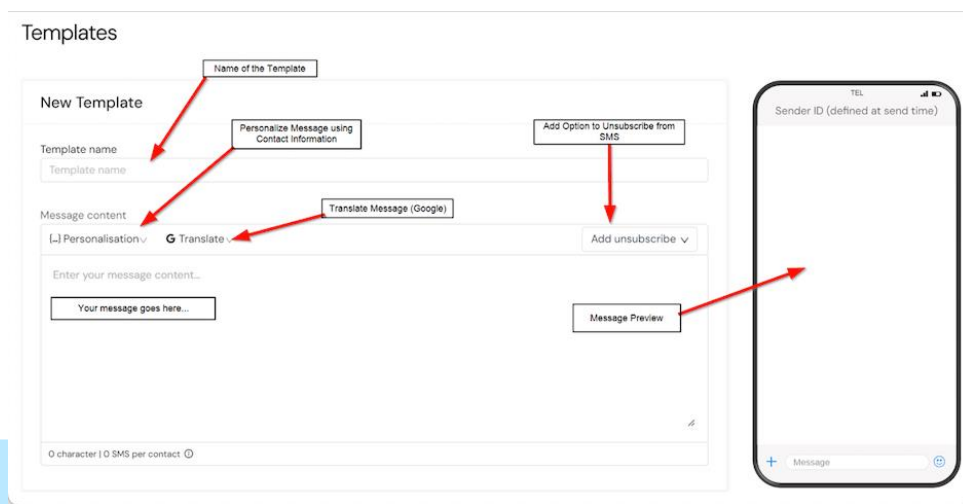 Templates
Name of the Template
New Template
TEL
Sender ID (defined at send time)
Personalize Message using
Contact Information
Add Option to Unsubscribe from
SMS
Template name
Template name
Message content
Translate Message (Google)
[...] Personalisation
G Translate
Add unsubscribe
Enter your message content...
Your message goes here...
Message Preview
0 character | 0 SMS per contact
Message